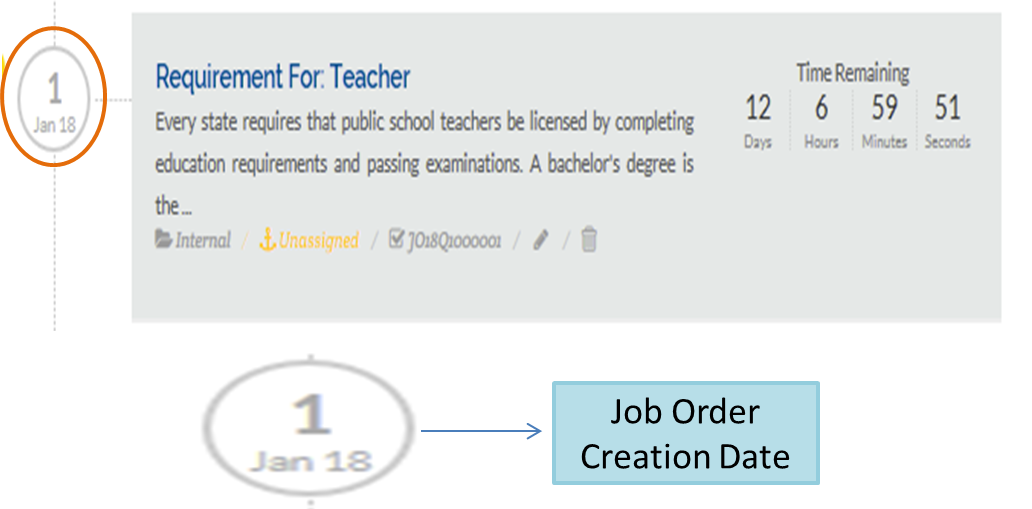 1
Jan 18
Requirement For: Teacher
Every state requires that public school teachers be licensed by completing
education requirements and passing examinations. A bachelor's degree is
the...
Internal / Unassigned / JO18Q1000001 / /
Time Remaining
12 6 59 51
Days Hours Minutes Seconds
1
Jan 18
Job Order
Creation Date